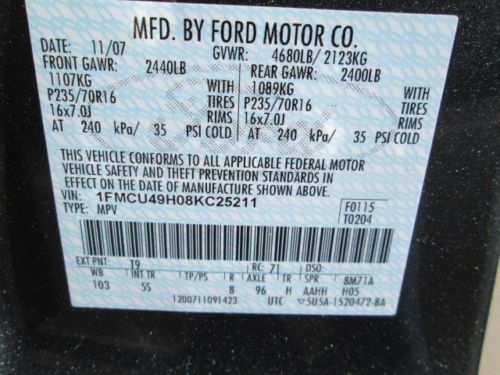 MFD. BY FORD MOTOR CO.
DATE: 11/07 GVWR: 4680LB/ 2123KG
FRONT GAWR: 2440LB REAR GAWR: 2400LB
1107KG WITH 1089KG WITH
P235/70R16 TIRES P235/70R16 TIRES
16x7.0J RIMS 16x7.0J RIMS
AT 240 kPa/ 35 PSI COLD AT 240 kPa/ 35 PSI COLD
THIS VEHICLE CONFORMS TO ALL APPLICABLE FEDERAL MOTOR
VEHICLE SAFETY AND THEFT PREVENTION STANDARDS IN
EFFECT ON THE DATE OF MANUFACTURE SHOWN ABOVE.
VIN: 1FMCU49H08KC25211 F0115
TYPE: MPV T0204
EXT PNT: T9 RC: 71 DSO:
WB INT TR TP/PS R AXLE TR SPR BM71A
103 5S 8 96 H AAHH H05
1200711091423 UTC ▽5U5A-1520472-BA